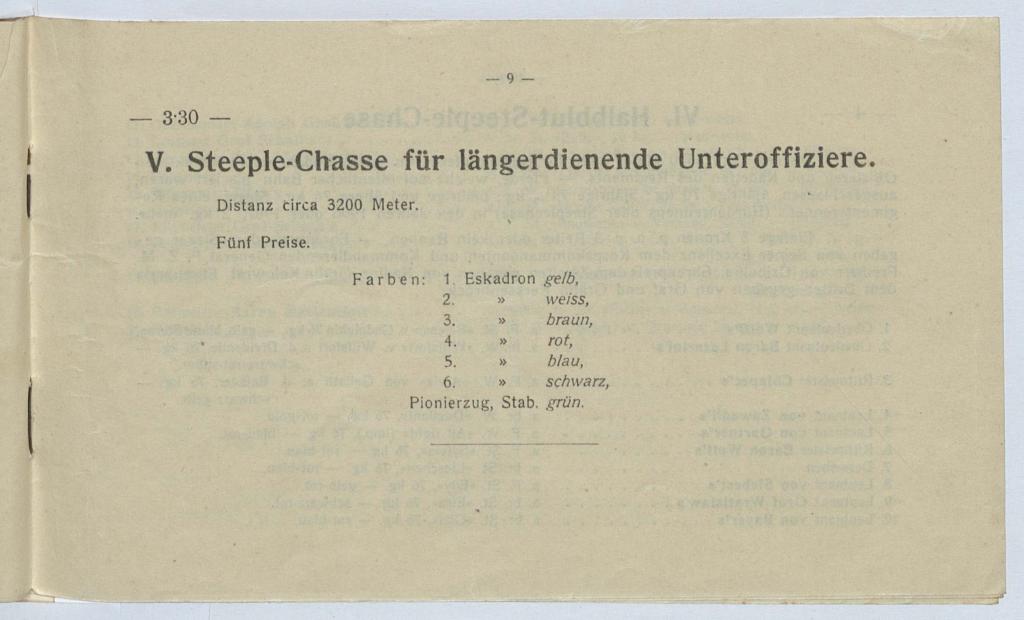 — 9 —
— 3·30 —
V. Steeple-Chasse für längerdienende Unteroffiziere.
Distanz circa 3200 Meter.
Fünf Preise.
Farben: 1. Eskadron gelb,
2. » weiss,
3. » braun,
4. » rot,
5. » blau,
6. » schwarz,
Pionierzug, Stab. grün.